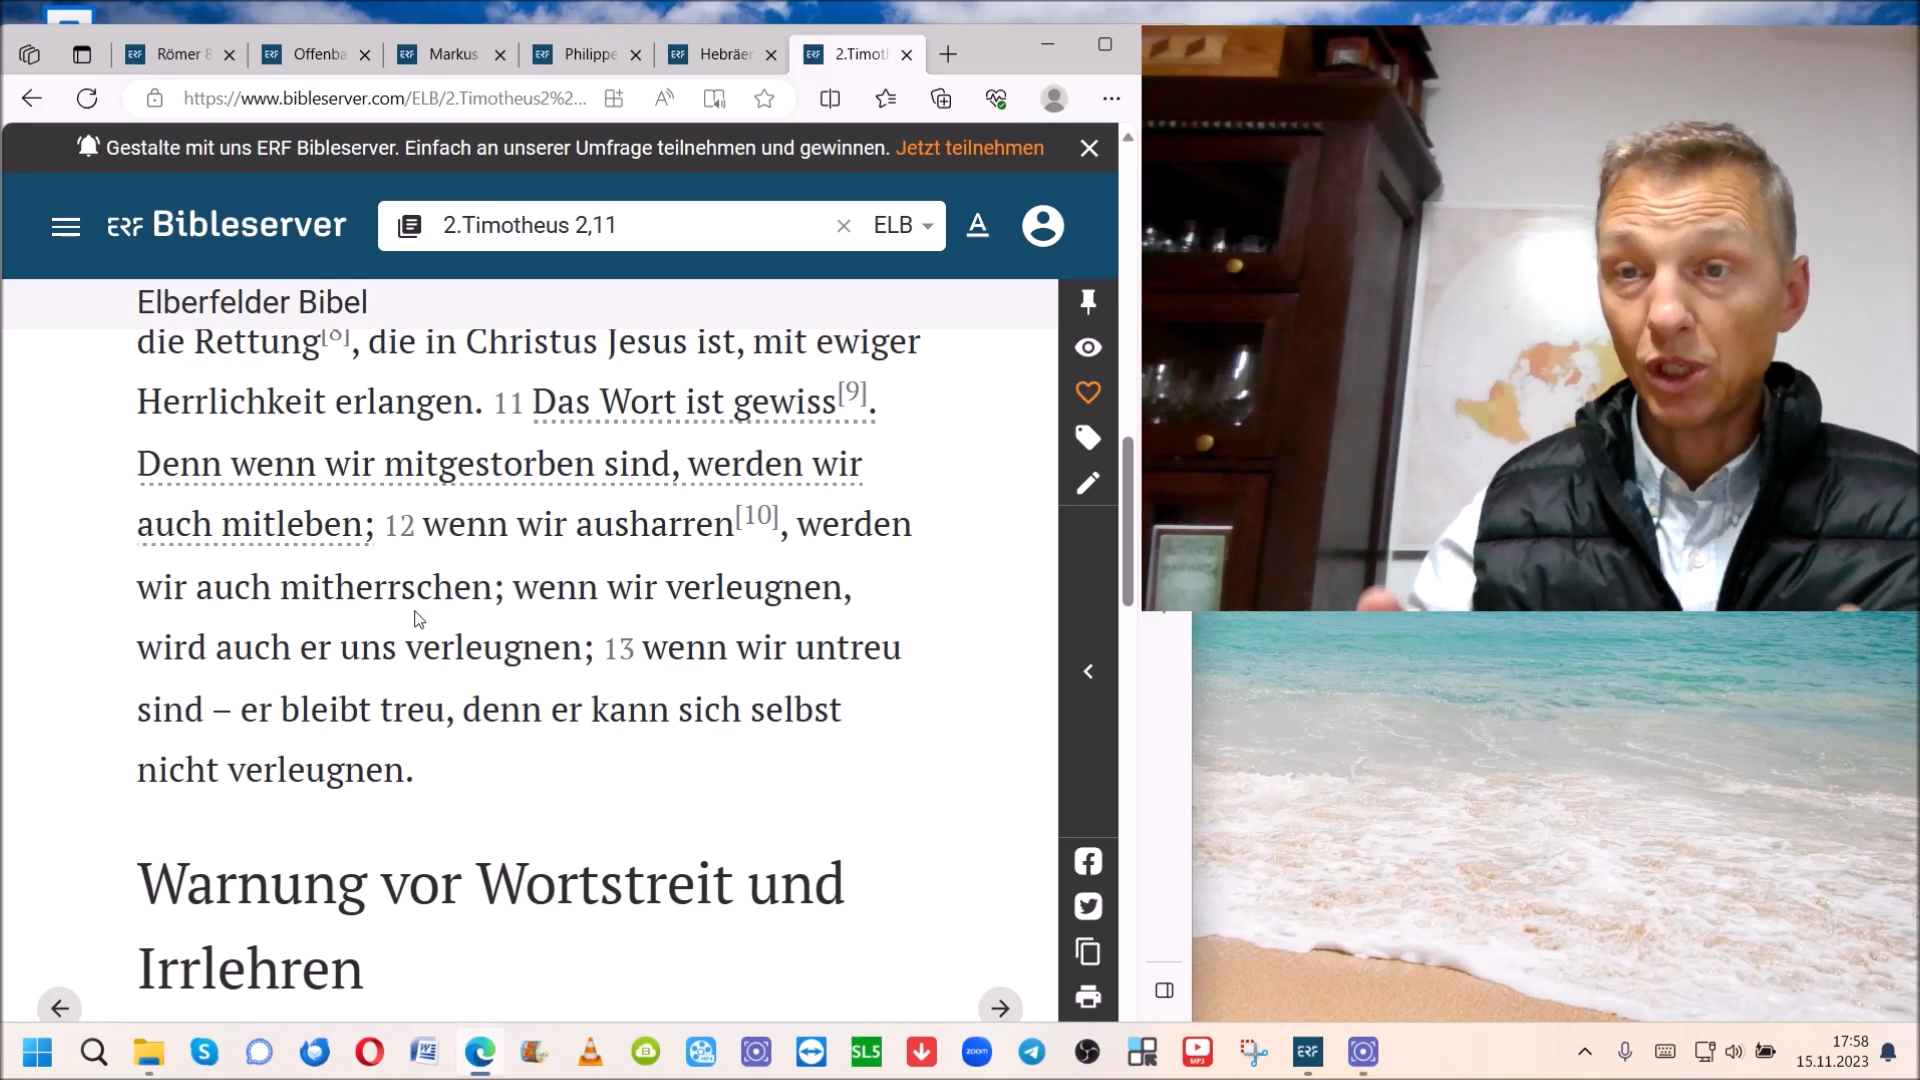 Römer 8
Offenba
Markus
Philippe
Hebräer
2.Timot
https://www.bibleserver.com/ELB/2.Timotheus2%2...
Gestalte mit uns ERF Bibleserver. Einfach an unserer Umfrage teilnehmen und gewinnen. Jetzt teilnehmen
ERF Bibleserver
2.Timotheus 2,11
ELB
A
Elberfelder Bibel
die Rettung[8], die in Christus Jesus ist, mit ewiger
Herrlichkeit erlangen. 11 Das Wort ist gewiss[9].
Denn wenn wir mitgestorben sind, werden wir
auch mitleben; 12 wenn wir ausharren[10], werden
wir auch mitherrschen; wenn wir verleugnen,
wird auch er uns verleugnen; 13 wenn wir untreu
sind – er bleibt treu, denn er kann sich selbst
nicht verleugnen.
Warnung vor Wortstreit und
Irrlehren
SL5
zoom
MP3
ERF
17:58
15.11.2023